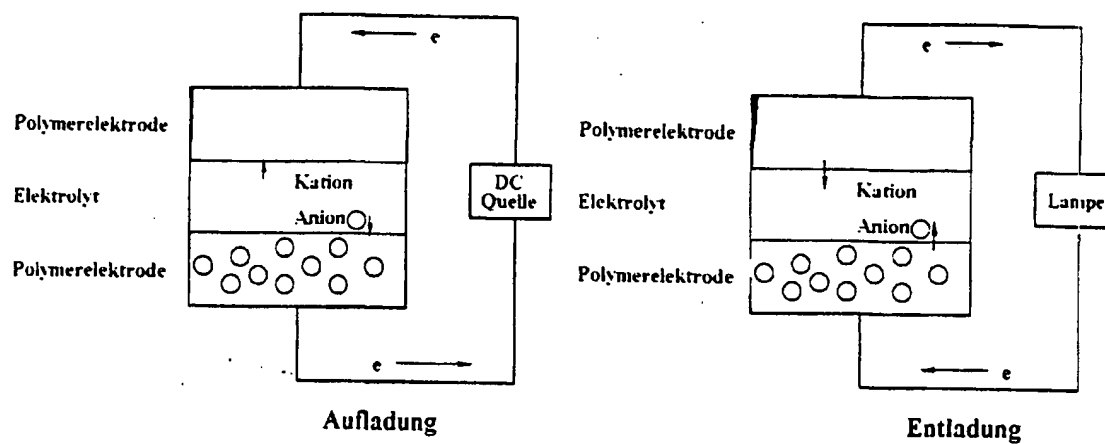 e
Polymerelektrode
Elektrolyt
Kation
Anion
Polymerelektrode
DC
Quelle
e
Aufladung
e
Polymerelektrode
Elektrolyt
Kation
Anion
Polymerelektrode
Lampe
e
Entladung